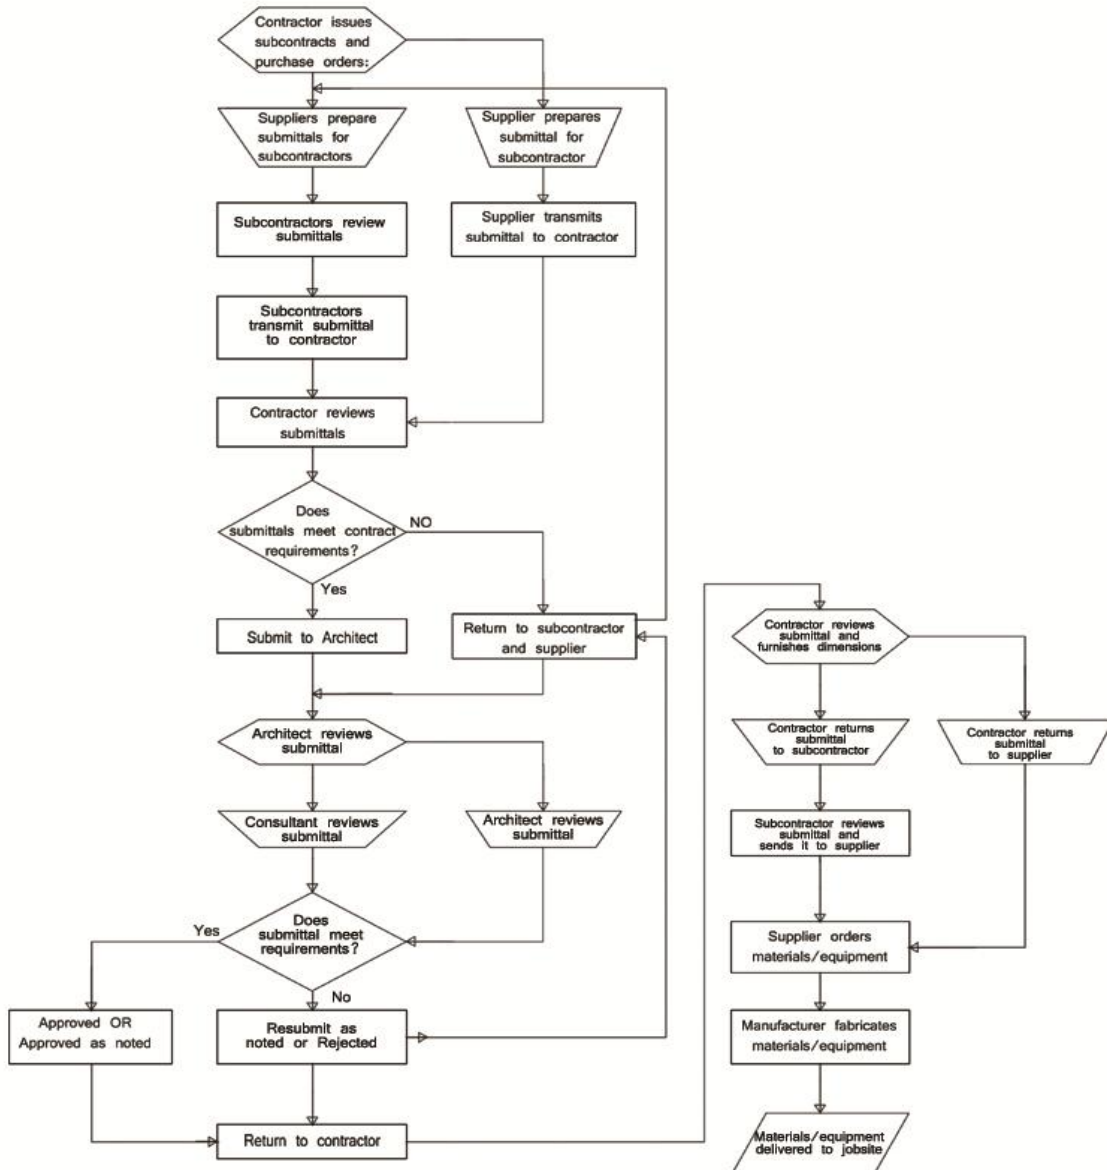 Contractor issues
subcontracts and
purchase orders:
Suppliers prepare
submittals for
subcontractors
Supplier prepares
submittal for
subcontractor
Subcontractors review
submittals
Supplier transmits
submittal to contractor
Subcontractors
transmit submittal
to contractor
Contractor reviews
submittals
Does
submittals meet contract
requirements?
NO
Yes
Submit to Architect
Return to subcontractor
and supplier
Architect reviews
submittal
Consultant reviews
submittal
Architect reviews
submittal
Does
submittal meet
requirements?
Yes
No
Approved OR
Approved as noted
Resubmit as
noted or Rejected
Return to contractor
Contractor reviews
submittal and
furnishes dimensions
Contractor returns
submittal
to subcontractor
Contractor returns
submittal
to supplier
Subcontractor reviews
submittal and
sends it to supplier
Supplier orders
materials/equipment
Manufacturer fabricates
materials/equipment
Materials/equipment
delivered to jobsite